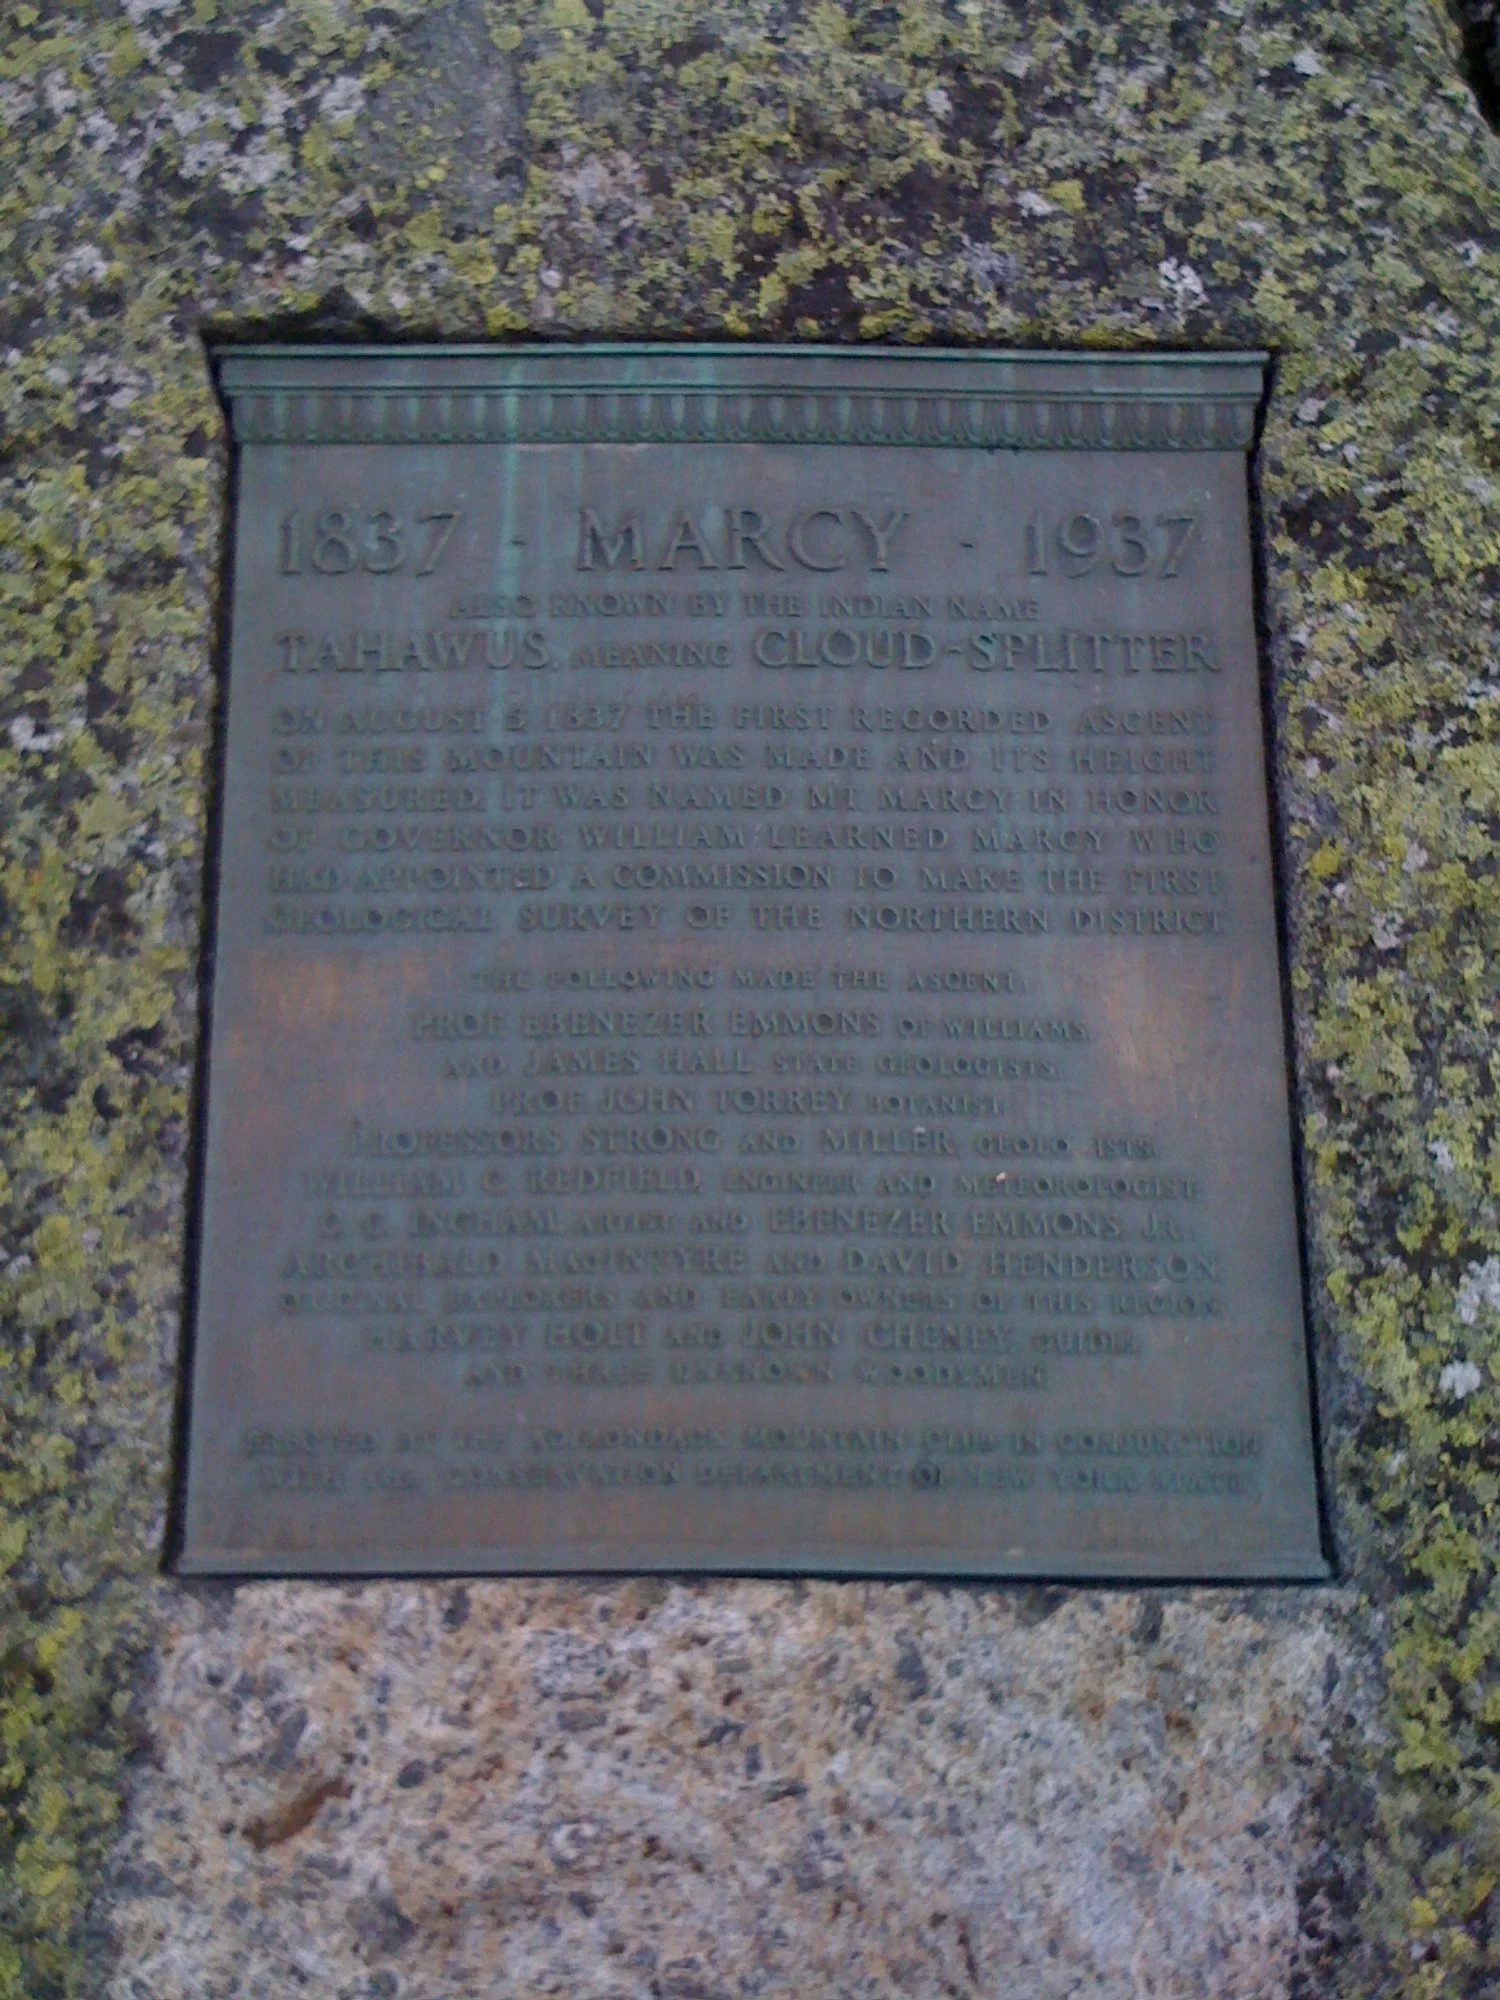 1837 - MARCY - 1937
ALSO KNOWN BY THE INDIAN NAME
TAHAWUS, MEANING CLOUD-SPLITTER
ON AUGUST 5 1837 THE FIRST RECORDED ASCENT
OF THIS MOUNTAIN WAS MADE AND ITS HEIGHT
MEASURED. IT WAS NAMED MT MARCY IN HONOR
OF GOVERNOR WILLIAM LEARNED MARCY WHO
HAD APPOINTED A COMMISSION TO MAKE THE FIRST
GEOLOGICAL SURVEY OF THE NORTHERN DISTRICT
THE FOLLOWING MADE THE ASCENT
PROF EBENEZER EMMONS OF WILLIAMS,
AND JAMES HALL STATE GEOLOGISTS,
PROF JOHN TORREY BOTANIST
PROFESSORS STRONG AND MILLER, GEOLO ISTS,
WILLIAM C. REDFIELD, ENGINEER AND METEOROLOGIST
C. C. INGHAM, ARTIST AND EBENEZER EMMONS, JR.,
ARCHIBALD MACINTYRE AND DAVID HENDERSON
ORIGINAL EXPLORERS AND EARLY OWNERS OF THIS REGION,
HARVEY HOLT AND JOHN CHENEY, GUIDES,
AND THREE UNKNOWN WOODSMEN
ERECTED BY THE ADIRONDACK MOUNTAIN CLUB IN CONJUNCTION
WITH THE CONSERVATION DEPARTMENT OF NEW YORK STATE